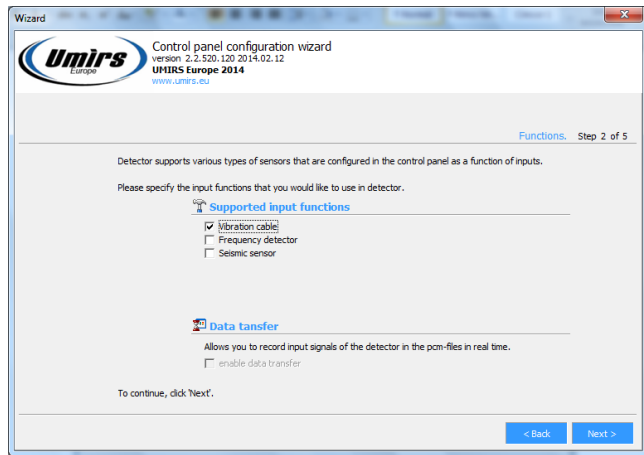 Wizard
Umirs
Europe
Control panel configuration wizard
version 2.2.520.120 2014.02.12
UMIRS Europe 2014
www.umirs.eu
Functions. Step 2 of 5
Detector supports various types of sensors that are configured in the control panel as a function of inputs.
Please specify the input functions that you would like to use in detector.
Supported input functions
Vibration cable
Frequency detector
Seismic sensor
Data tansfer
Allows you to record input signals of the detector in the pcm-files in real time.
enable data transfer
To continue, click 'Next'.
< Back Next >